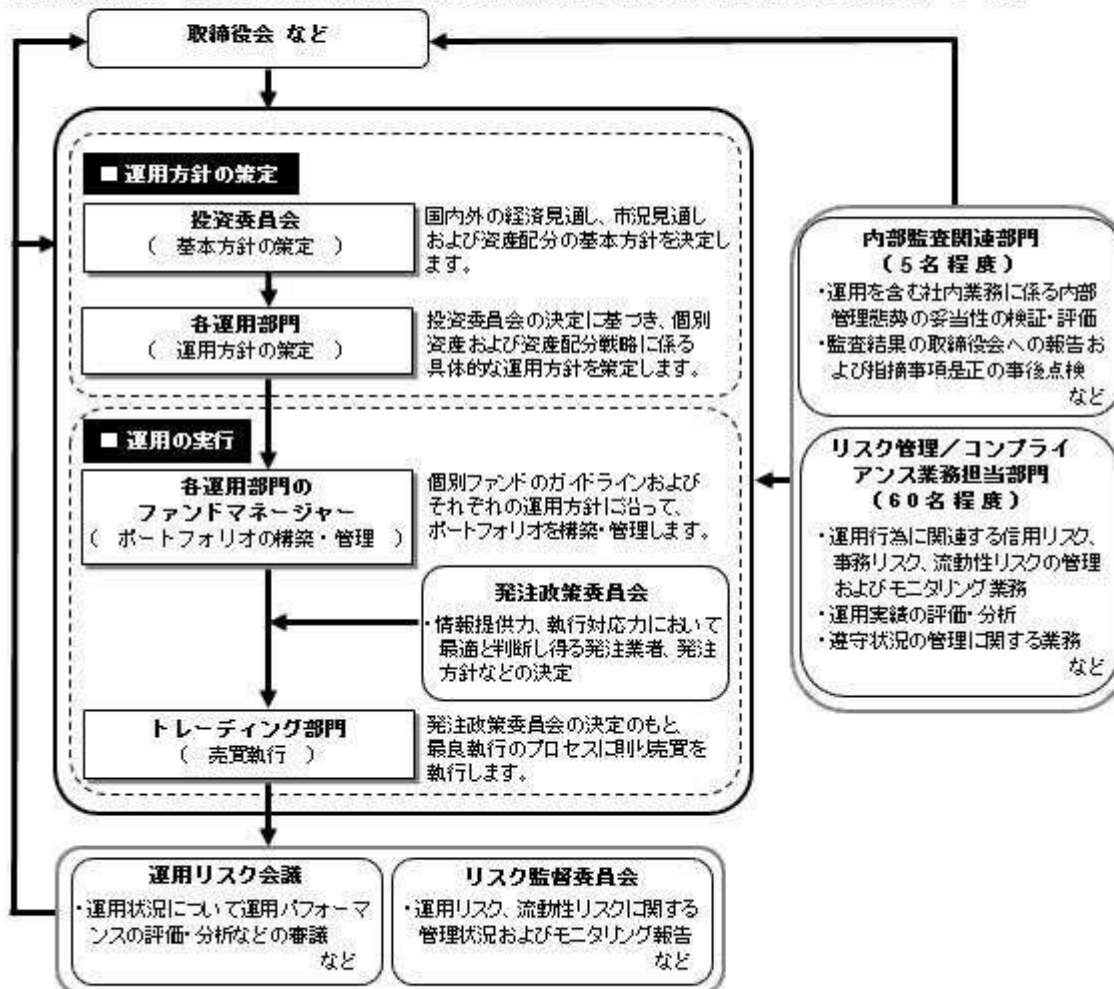 取締役会 など
■ 運用方針の策定
投資委員会
( 基本方針の策定 )
国内外の経済見通し、市況見通し
および資産配分の基本方針を決定し
ます。
各運用部門
( 運用方針の策定 )
投資委員会の決定に基づき、個別
資産および資産配分戦略に係る
具体的な運用方針を策定します。
■ 運用の実行
各運用部門の
ファンドマネージャー
( ポートフォリオの構築・管理 )
個別ファンドのガイドラインおよび
それぞれの運用方針に沿って、
ポートフォリオを構築・管理します。
発注政策委員会
・情報提供力、執行対応力において
最適と判断し得る発注業者、発注
方針などの決定
トレーディング部門
( 売買執行 )
発注政策委員会の決定のもと、
最良執行のプロセスに則り売買を
執行します。
内部監査関連部門
(5名程度)
・運用を含む社内業務に係る内部
管理態勢の妥当性の検証・評価
・監査結果の取締役会への報告お
よび指摘事項是正の事後点検
など
リスク管理/コンプライ
アンス業務担当部門
(60名程度)
・運用行為に関連する信用リスク、
事務リスク、流動性リスクの管理
およびモニタリング業務
・運用実績の評価・分析
・遵守状況の管理に関する業務
など
運用リスク会議
・運用状況について運用パフォーマ
ンスの評価・分析などの審議
など
リスク監督委員会
・運用リスク、流動性リスクに関する
管理状況およびモニタリング報告
など